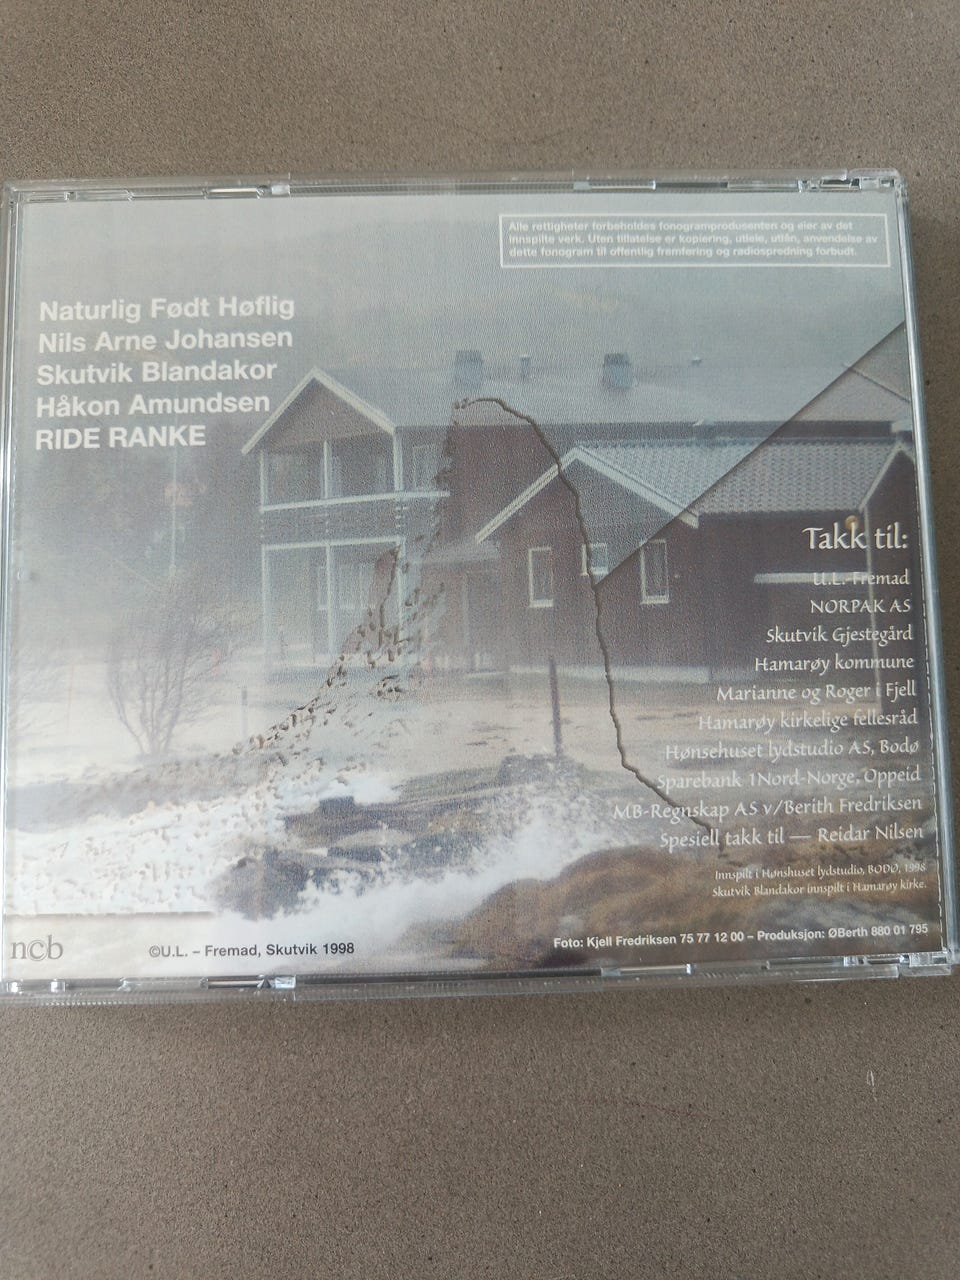 Alle rettigheter forbeholdes fonogramprodusenten og eier av det
innspilte verk. Uten tillatelse er kopiering, utleie, utlån, anvendelse av
dette fonogram til offentlig fremføring og radiospredning forbudt.
Naturlig Født Høflig
Nils Arne Johansen
Skutvik Blandakor
Håkon Amundsen
RIDE RANKE
Takk til:
U.L.-Fremad
NORPAK AS
Skutvik Gjestegård
Hamarøy kommune
Marianne og Roger i Fjell
Hamarøy kirkelige fellesråd
Hønsehuset lydstudio AS, Bodø
Sparebank 1Nord-Norge, Oppeid
MB-Regnskap AS v/Berith Fredriksen
Spesiell takk til — Reidar Nilsen
Innspilt i Hønshuset lydstudio, BODØ, 1998
Skutvik Blandakor innspilt i Hamarøy kirke.
ncb
©U.L. – Fremad, Skutvik 1998
Foto: Kjell Fredriksen 75 77 12 00 – Produksjon: ØBerth 880 01 795